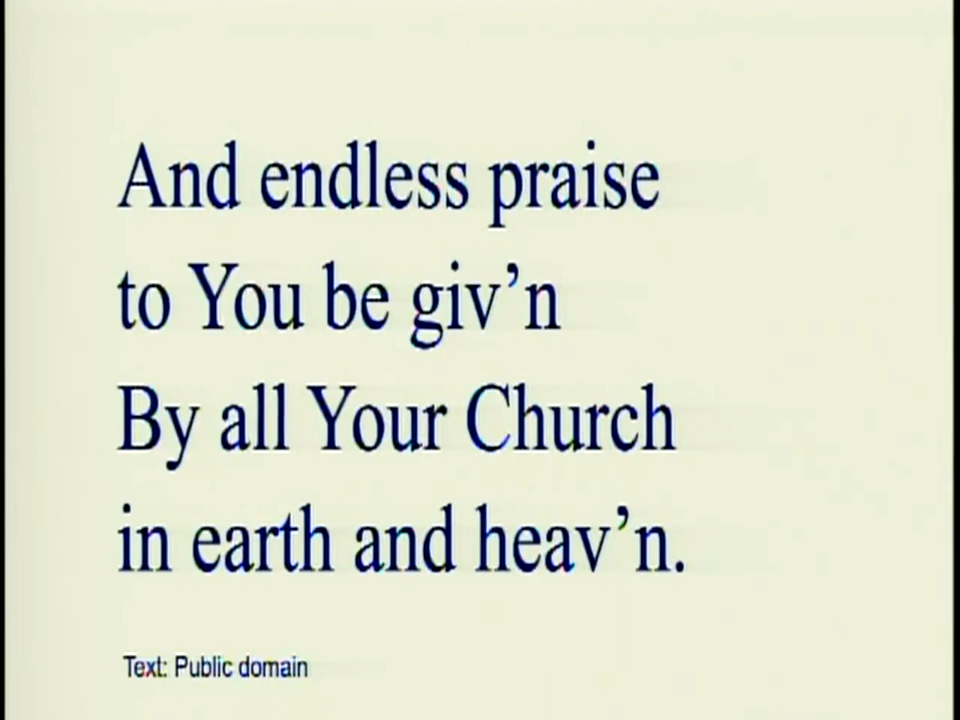 And endless praise
to You be giv’n
By all Your Church
in earth and heav’n.
Text: Public domain